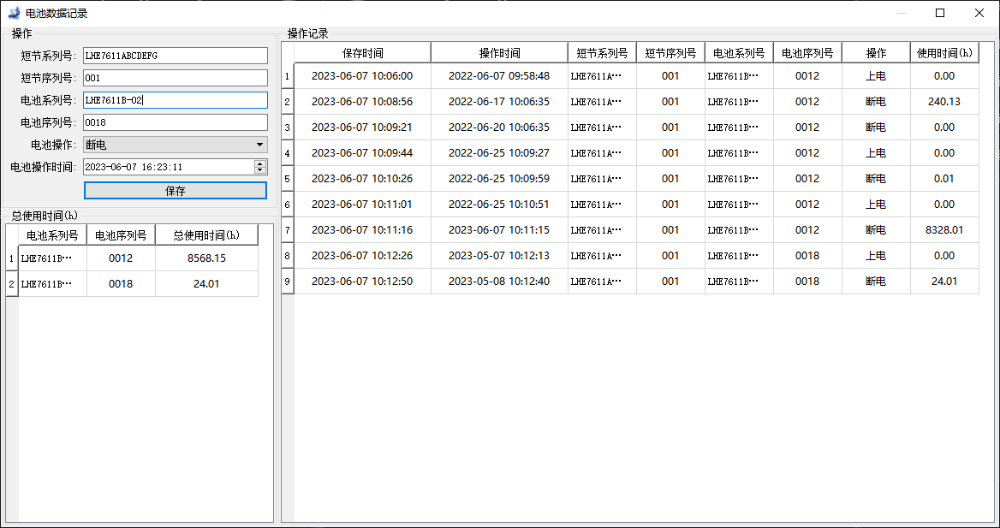 电池数据记录
操作
短节系列号: LHE7611ABCDEFG
短节序列号: 001
电池系列号: LHE7611B-02
电池序列号: 0018
电池操作: 断电
电池操作时间: 2023-06-07 16:23:11
保存
总使用时间(h)
电池系列号 电池序列号 总使用时间(h)
1 LHE7611B… 0012 8568.15
2 LHE7611B… 0018 24.01
操作记录
保存时间 操作时间 短节系列号 短节序列号 电池系列号 电池序列号 操作 使用时间(h)
1 2023-06-07 10:06:00 2022-06-07 09:58:48 LHE7611A… 001 LHE7611B… 0012 上电 0.00
2 2023-06-07 10:08:56 2022-06-17 10:06:35 LHE7611A… 001 LHE7611B… 0012 断电 240.13
3 2023-06-07 10:09:21 2022-06-20 10:06:35 LHE7611A… 001 LHE7611B… 0012 断电 0.00
4 2023-06-07 10:09:44 2022-06-25 10:09:27 LHE7611A… 001 LHE7611B… 0012 上电 0.00
5 2023-06-07 10:10:26 2022-06-25 10:09:59 LHE7611A… 001 LHE7611B… 0012 断电 0.01
6 2023-06-07 10:11:01 2022-06-25 10:10:51 LHE7611A… 001 LHE7611B… 0012 上电 0.00
7 2023-06-07 10:11:16 2023-06-07 10:11:15 LHE7611A… 001 LHE7611B… 0012 断电 8328.01
8 2023-06-07 10:12:26 2023-05-07 10:12:13 LHE7611A… 001 LHE7611B… 0018 上电 0.00
9 2023-06-07 10:12:50 2023-05-08 10:12:40 LHE7611A… 001 LHE7611B… 0018 断电 24.01